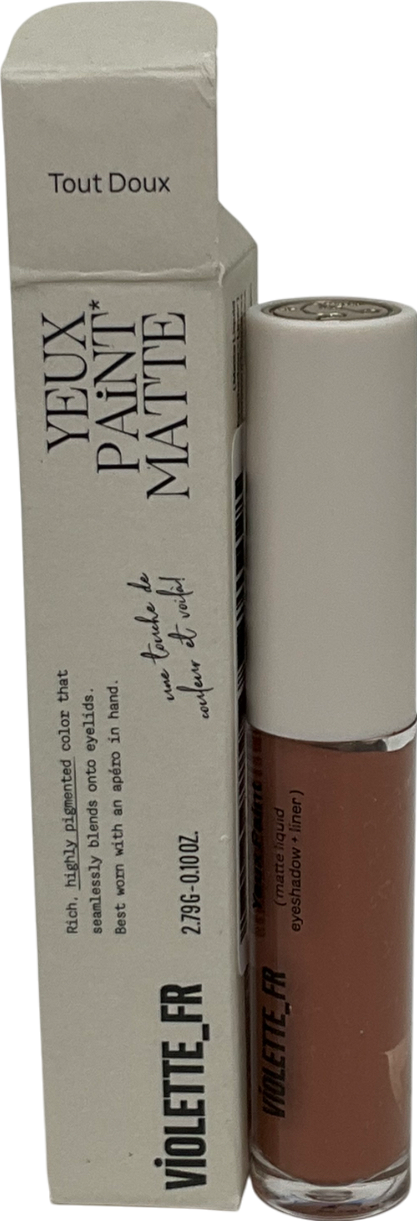 Tout Doux
YEUX
PAiNT*
MATTE
une touche de
couleur et voilà!
Rich, highly pigmented color that
seamlessly blends onto eyelids.
Best worn with an apéro in hand.
2.79G-0.10OZ.
ViOLETTE_FR
(matte liquid
eyeshadow + liner)
ViOLETTE_FR